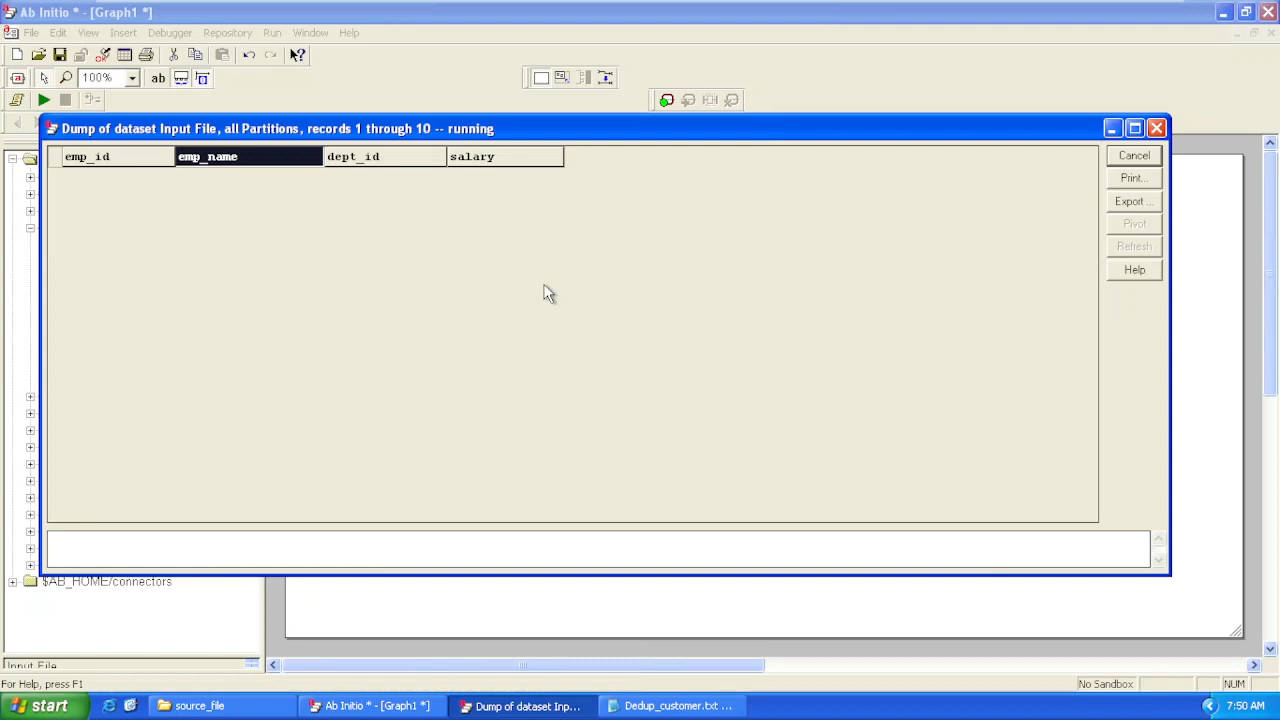 Ab Initio * - [Graph1 *]
File Edit View Insert Debugger Repository Run Window Help
100% ab
Dump of dataset Input File, all Partitions, records 1 through 10 -- running
emp_id emp_name dept_id salary
Cancel
Print...
Export ...
Pivot
Refresh
Help
$AB_HOME/connectors
Input File
For Help, press F1
No Sandbox
NUM
start
source_file
Ab Initio * - [Graph1 *]
Dump of dataset Inp...
Dedup_customer.txt ...
7:50 AM